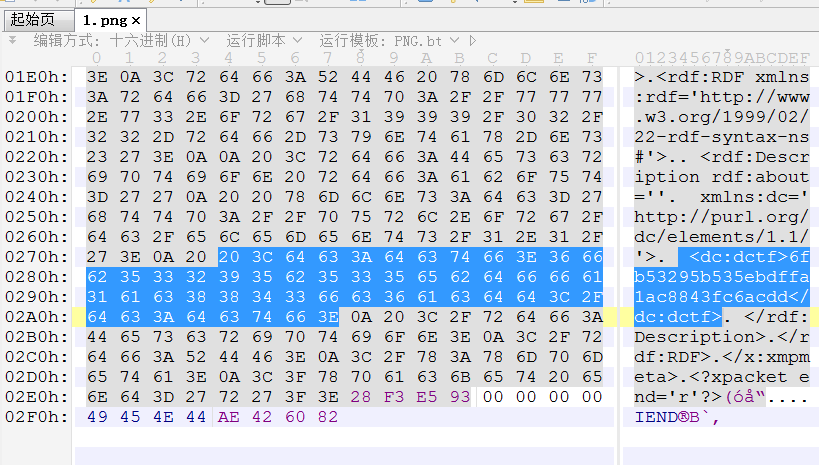 起始页 1.png ×
编辑方式: 十六进制(H) 运行脚本 运行模板: PNG.bt
0 1 2 3 4 5 6 7 8 9 A B C D E F 0123456789ABCDEF
01E0h: 3E 0A 3C 72 64 66 3A 52 44 46 20 78 6D 6C 6E 73 >.<rdf:RDF xmlns
01F0h: 3A 72 64 66 3D 27 68 74 74 70 3A 2F 2F 77 77 77 :rdf='http://www
0200h: 2E 77 33 2E 6F 72 67 2F 31 39 39 39 2F 30 32 2F .w3.org/1999/02/
0210h: 32 32 2D 72 64 66 2D 73 79 6E 74 61 78 2D 6E 73 22-rdf-syntax-ns
0220h: 23 27 3E 0A 0A 20 3C 72 64 66 3A 44 65 73 63 72 #'>.. <rdf:Descr
0230h: 69 70 74 69 6F 6E 20 72 64 66 3A 61 62 6F 75 74 iption rdf:about
0240h: 3D 27 27 0A 20 20 78 6D 6C 6E 73 3A 64 63 3D 27 =''.  xmlns:dc='
0250h: 68 74 74 70 3A 2F 2F 70 75 72 6C 2E 6F 72 67 2F http://purl.org/
0260h: 64 63 2F 65 6C 65 6D 65 6E 74 73 2F 31 2E 31 2F dc/elements/1.1/
0270h: 27 3E 0A 20 20 3C 64 63 3A 64 63 74 66 3E 36 66 '>.  <dc:dctf>6f
0280h: 62 35 33 32 39 35 62 35 33 35 65 62 64 66 66 61 b53295b535ebdffa
0290h: 31 61 63 38 38 34 33 66 63 36 61 63 64 64 3C 2F 1ac8843fc6acdd</
02A0h: 64 63 3A 64 63 74 66 3E 0A 20 3C 2F 72 64 66 3A dc:dctf>. </rdf:
02B0h: 44 65 73 63 72 69 70 74 69 6F 6E 3E 0A 3C 2F 72 Description>.</r
02C0h: 64 66 3A 52 44 46 3E 0A 3C 2F 78 3A 78 6D 70 6D df:RDF>.</x:xmpm
02D0h: 65 74 61 3E 0A 3C 3F 78 70 61 63 6B 65 74 20 65 eta>.<?xpacket e
02E0h: 6E 64 3D 27 72 27 3F 3E 28 F3 E5 93 00 00 00 00 nd='r'?>(óå“....
02F0h: 49 45 4E 44 AE 42 60 82 IEND®B`‚